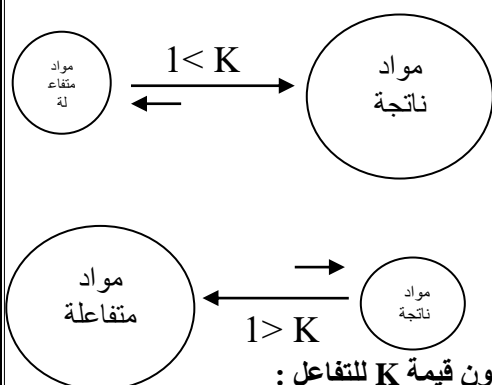 مواد
متفاع
لة
1< K
مواد
ناتجة
مواد
متفاعلة
1> K
مواد
ناتجة
ون قيمة K للتفاعل :